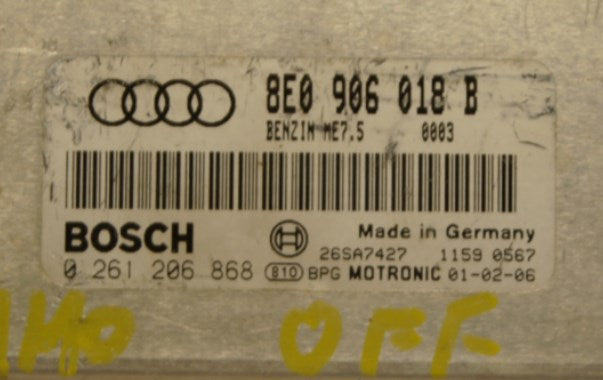 8E0 906 018 B
BENZIN ME7.5 0003
BOSCH
Made in Germany
26SA7427 1159 0567
0 261 206 868 810 BPG MOTRONIC 01-02-06
OFF